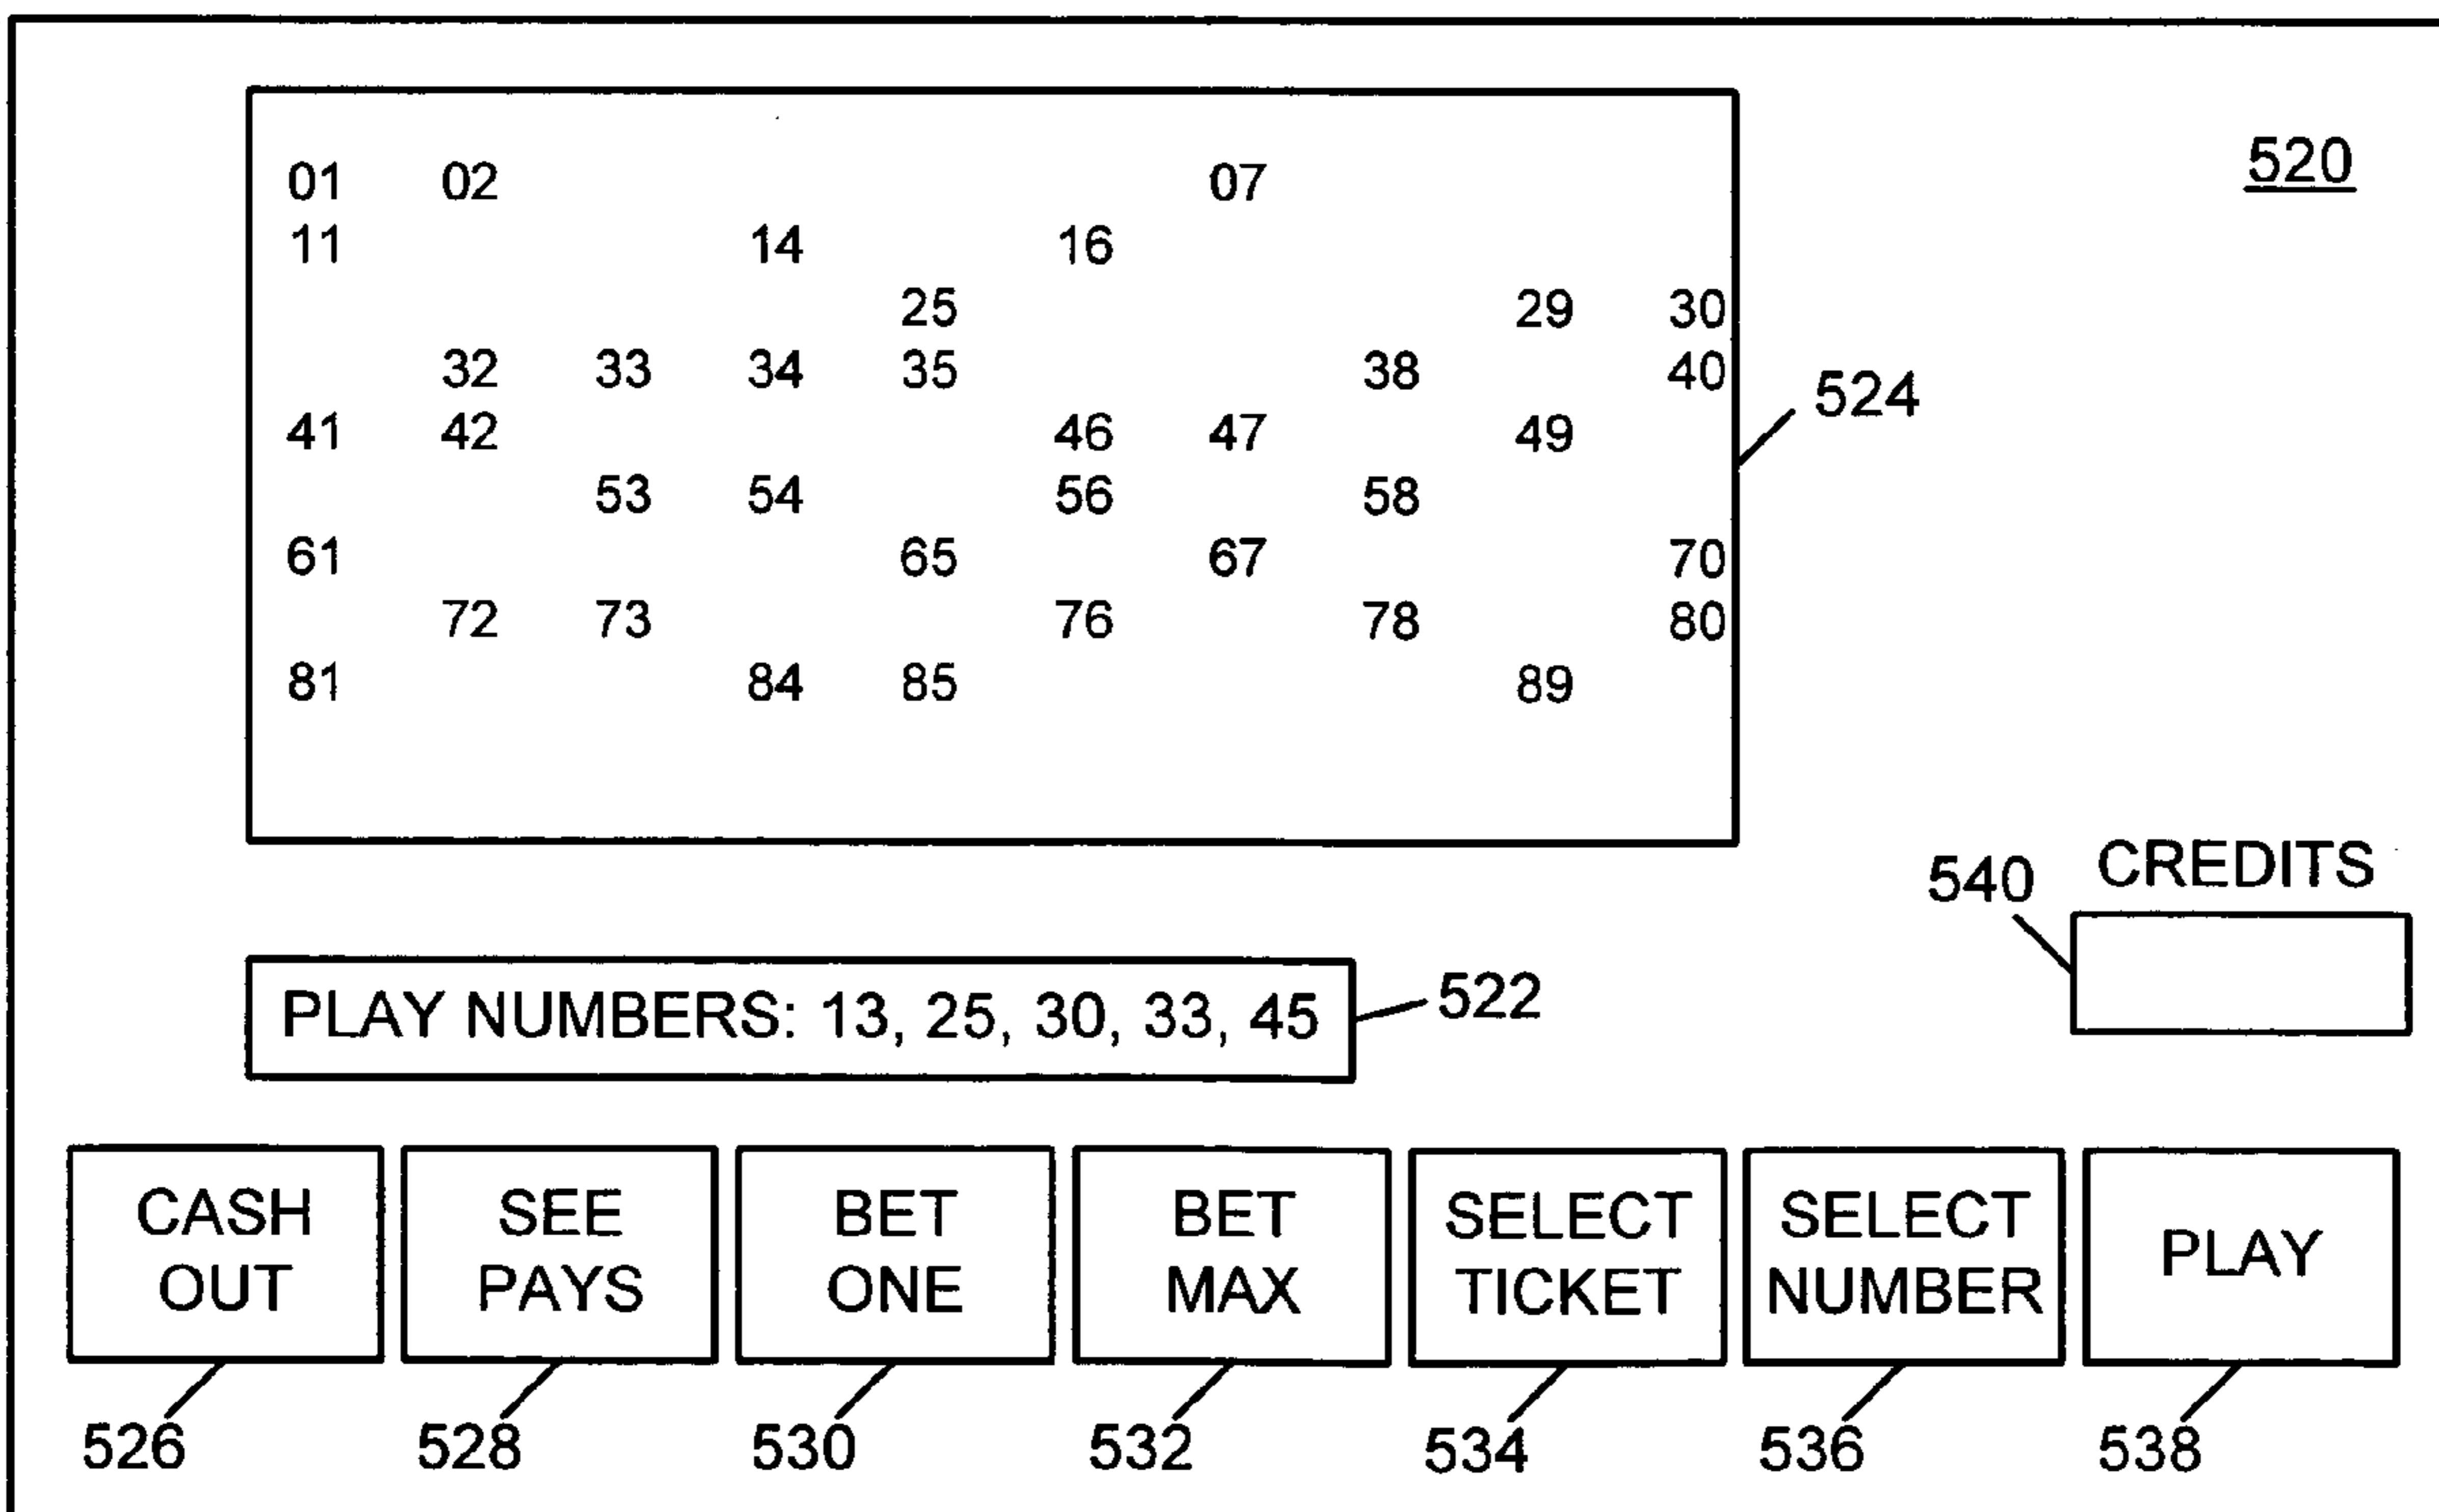 01 02 07
520
11 14 16
25 29 30
32 33 34 35 38 40
524
41 42 46 47 49
53 54 56 58
61 65 67 70
72 73 76 78 80
81 84 85 89
540 CREDITS
PLAY NUMBERS: 13, 25, 30, 33, 45
522
CASH
OUT
SEE
PAYS
BET
ONE
BET
MAX
SELECT
TICKET
SELECT
NUMBER
PLAY
526 528 530 532 534 536 538